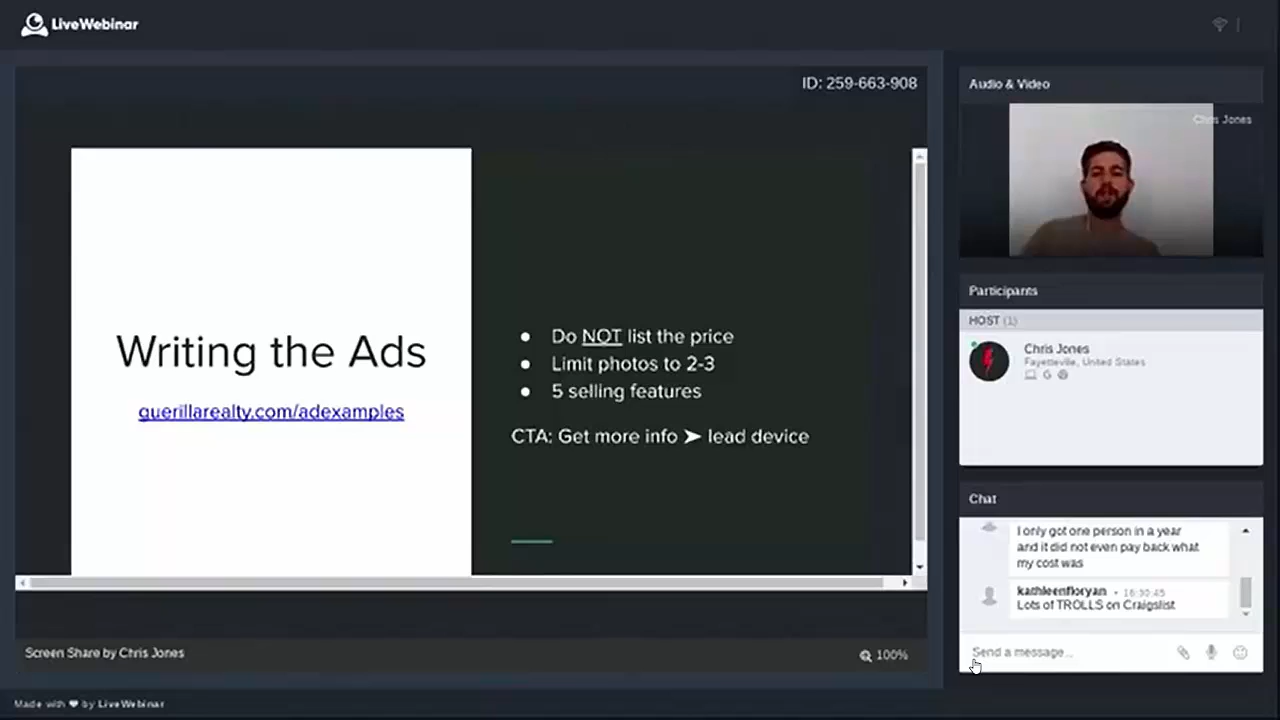 LiveWebinar
ID: 259-663-908
Writing the Ads
guerillarealty.com/adexamples
Do NOT list the price
Limit photos to 2-3
5 selling features
CTA: Get more info ➤ lead device
Screen Share by Chris Jones
100%
Audio & Video
Chris Jones
Participants
HOST (1)
Chris Jones
Fayetteville, United States
Chat
I only got one person in a year
and it did not even pay back what
my cost was
kathleenfloryan • 16:30:45
Lots of TROLLS on Craigslist
Send a message...
Made with ❤ by LiveWebinar